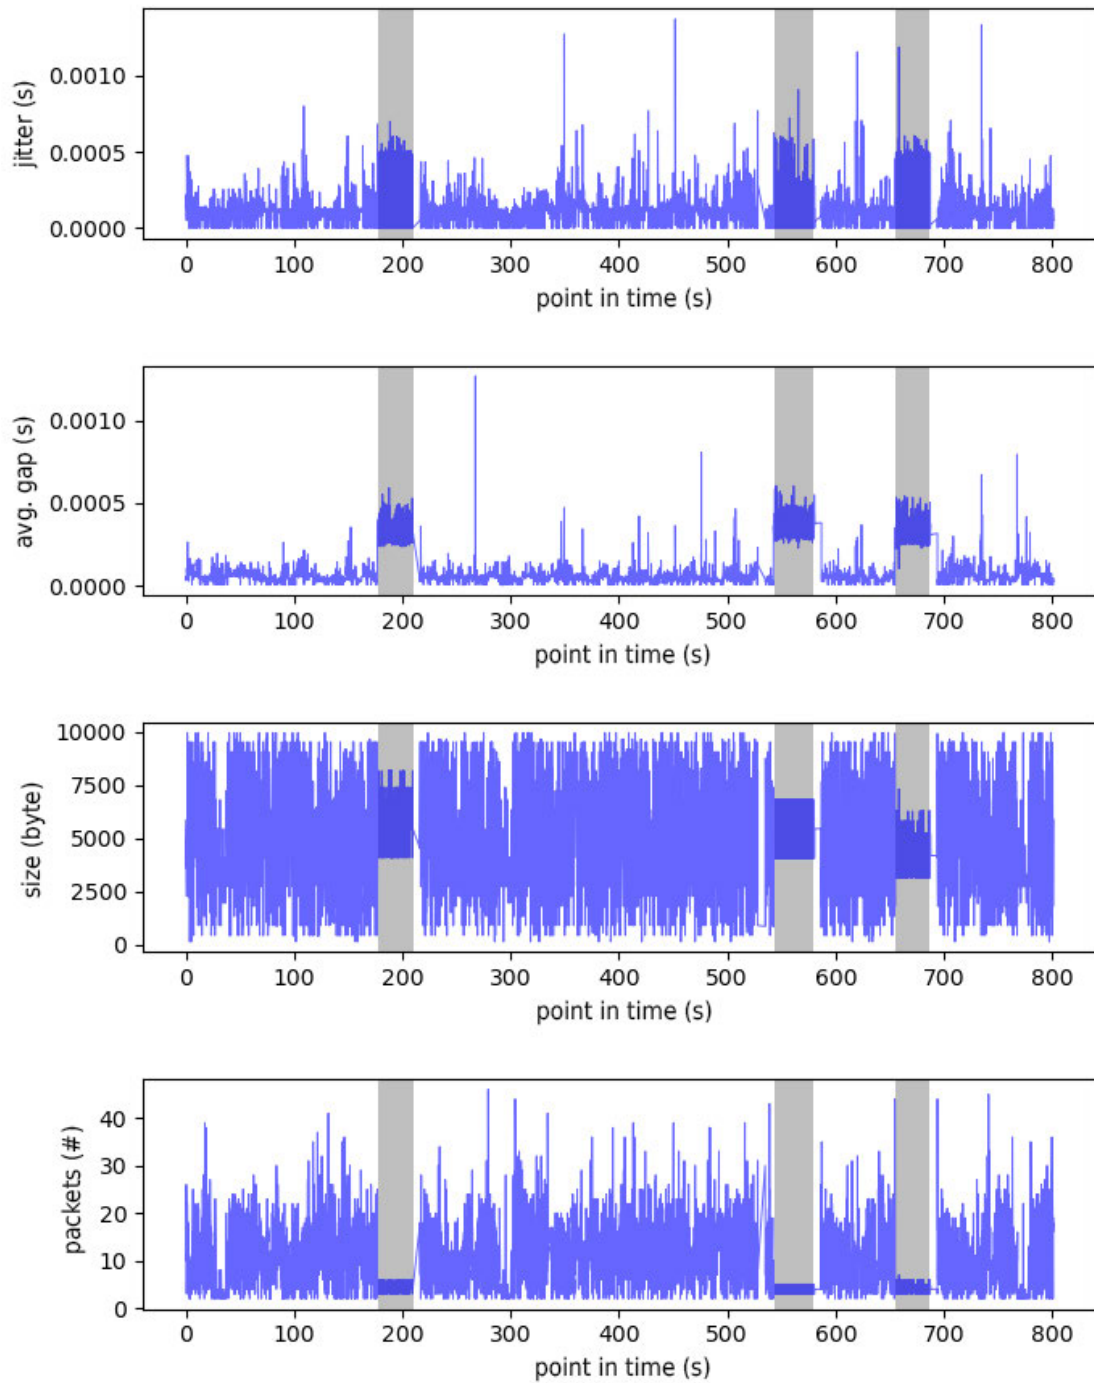 jitter (s)
0.0010
0.0005
0.0000
0 100 200 300 400 500 600 700 800
point in time (s)
avg. gap (s)
0.0010
0.0005
0.0000
0 100 200 300 400 500 600 700 800
point in time (s)
size (byte)
10000
7500
5000
2500
0
0 100 200 300 400 500 600 700 800
point in time (s)
packets (#)
40
30
20
10
0
0 100 200 300 400 500 600 700 800
point in time (s)